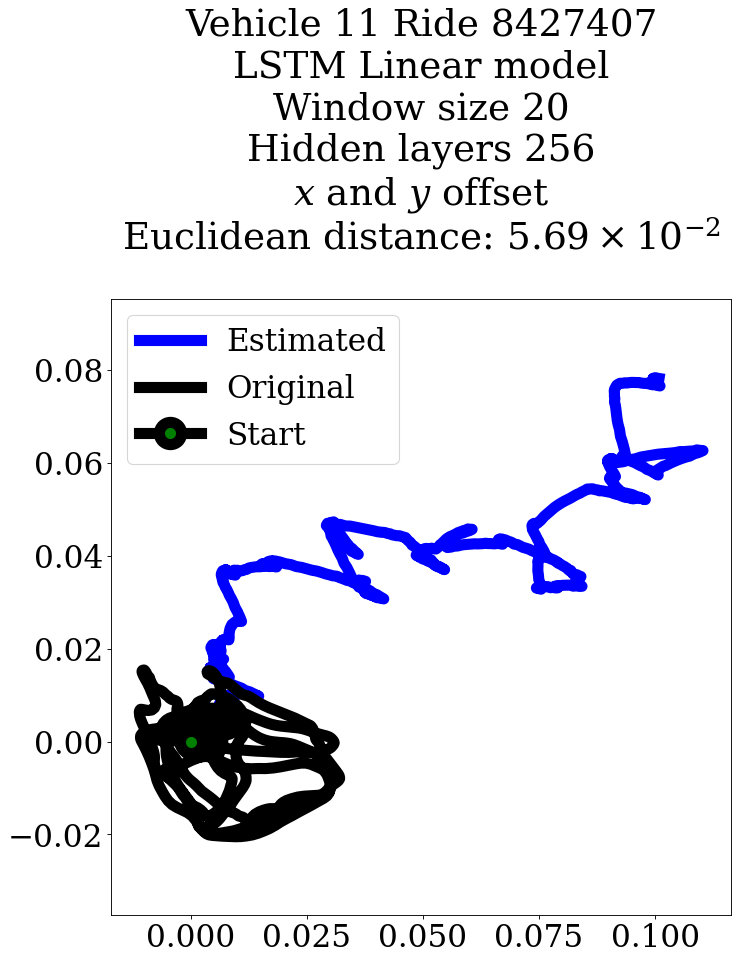 Vehicle 11 Ride 8427407
LSTM Linear model
Window size 20
Hidden layers 256
x and y offset
Euclidean distance: 5.69 × 10⁻²
Estimated
Original
Start
0.08
0.06
0.04
0.02
0.00
−0.02
0.000 0.025 0.050 0.075 0.100